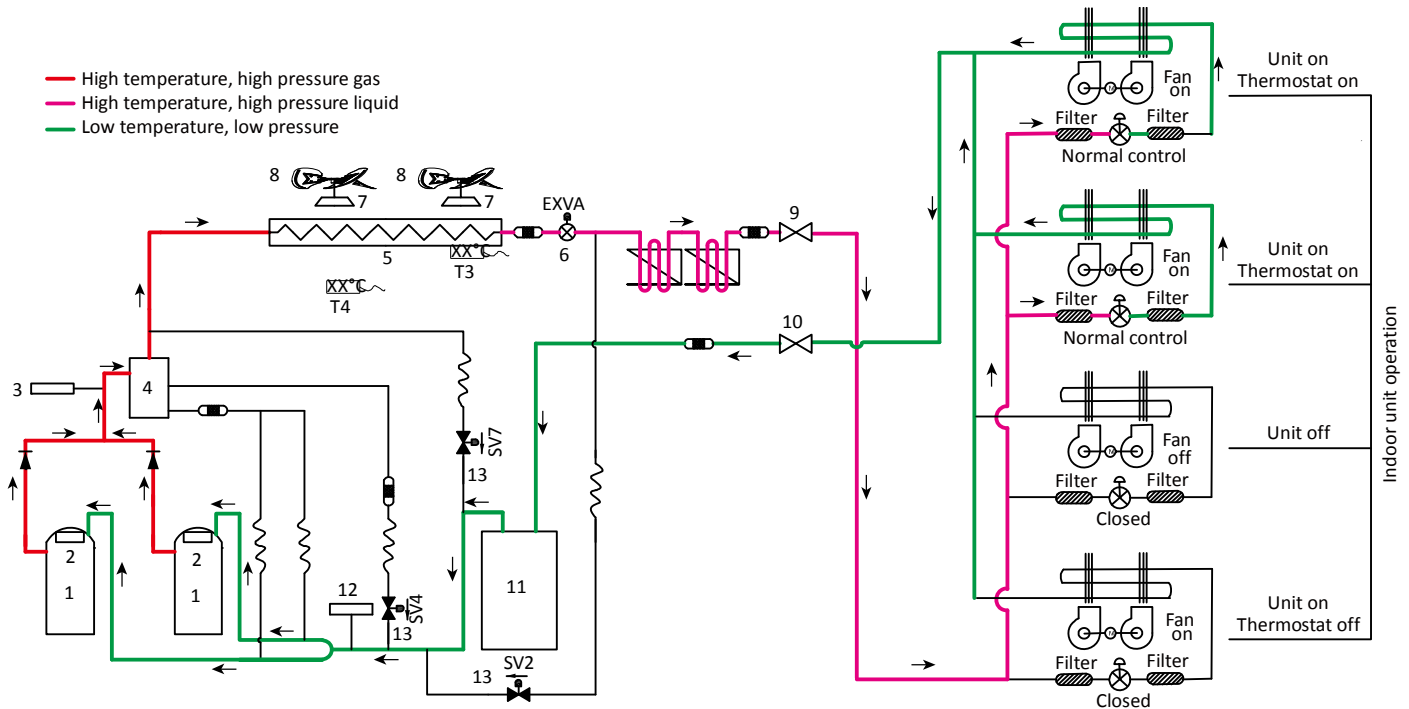 High temperature, high pressure gas
High temperature, high pressure liquid
Low temperature, low pressure
8
7
8
7
5
XX°C
T3
XX°C
T4
EXVA
6
9
10
3
4
SV7
13
2
1
2
1
12
SV4
13
11
SV2
13
Fan
on
Filter
Filter
Normal control
Unit on
Thermostat on
Fan
on
Filter
Filter
Normal control
Unit on
Thermostat on
Fan
off
Filter
Filter
Closed
Unit off
Fan
on
Filter
Filter
Closed
Unit on
Thermostat off
Indoor unit operation